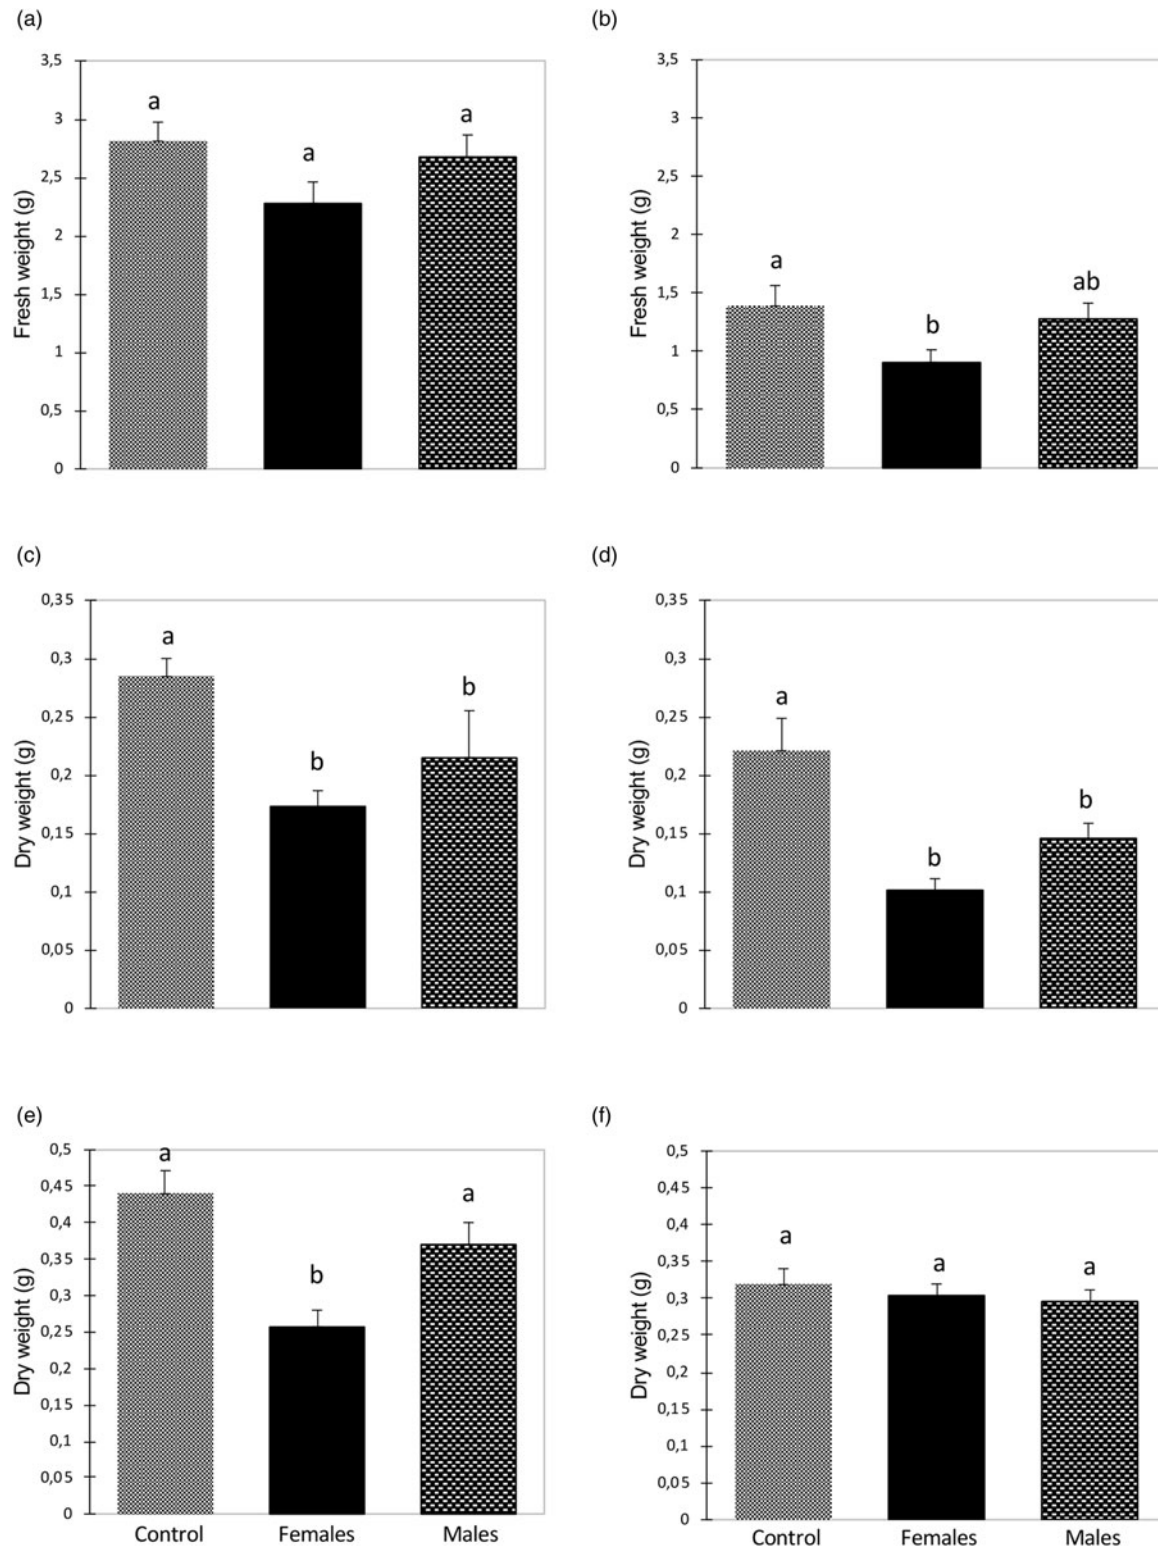 (a)
3,5
3
2,5
2
1,5
1
0,5
0
Fresh weight (g)
a
a
a
(b)
3,5
3
2,5
2
1,5
1
0,5
0
Fresh weight (g)
a
b
ab
(c)
0,35
0,3
0,25
0,2
0,15
0,1
0,05
0
Dry weight (g)
a
b
b
(d)
0,35
0,3
0,25
0,2
0,15
0,1
0,05
0
Dry weight (g)
a
b
b
(e)
0,5
0,45
0,4
0,35
0,3
0,25
0,2
0,15
0,1
0,05
0
Dry weight (g)
a
b
a
Control Females Males
(f)
0,5
0,45
0,4
0,35
0,3
0,25
0,2
0,15
0,1
0,05
0
Dry weight (g)
a
a
a
Control Females Males